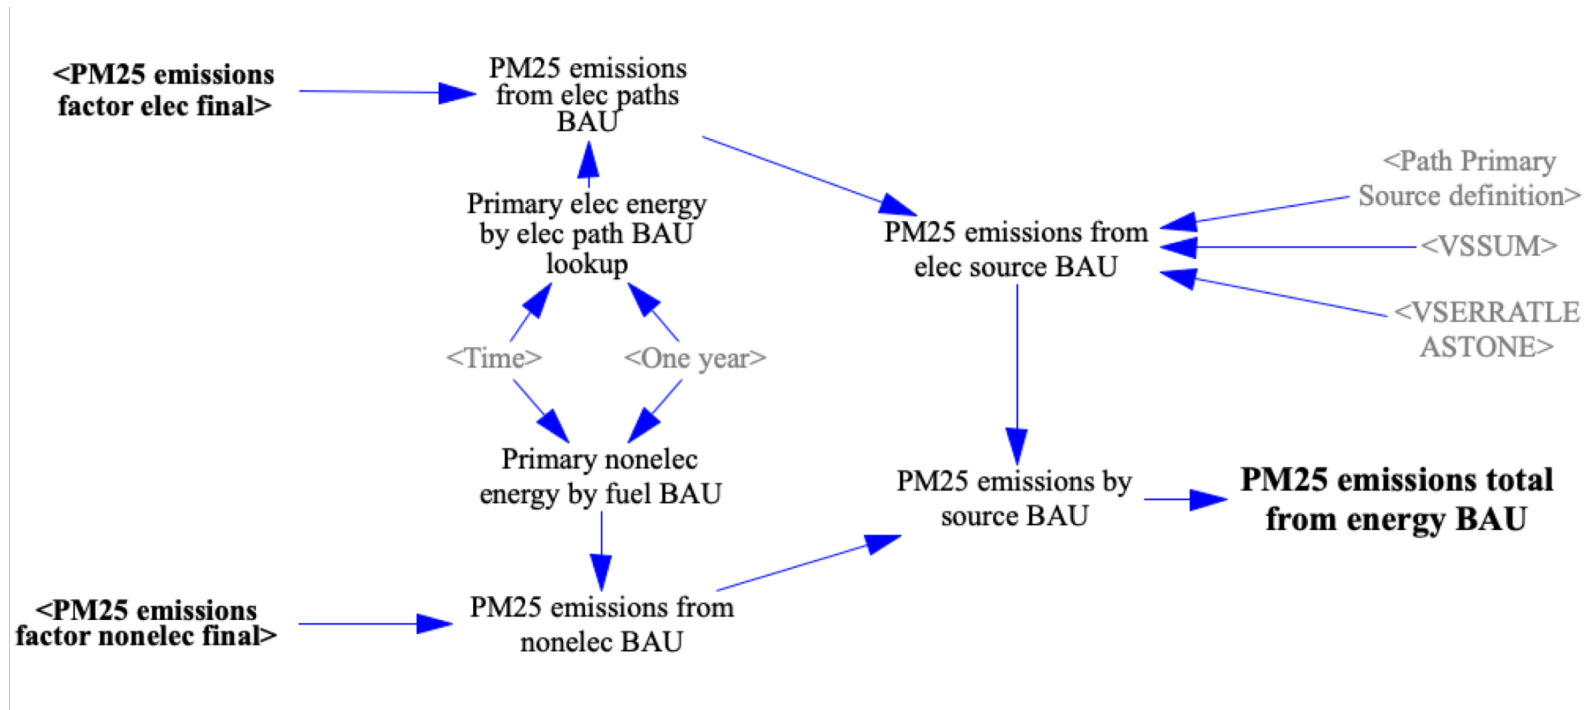 <PM25 emissions
factor elec final>
PM25 emissions
from elec paths
BAU
Primary elec energy
by elec path BAU
lookup
<Time>
<One year>
Primary nonelec
energy by fuel BAU
<PM25 emissions
factor nonelec final>
PM25 emissions from
nonelec BAU
PM25 emissions from
elec source BAU
<Path Primary
Source definition>
<VSSUM>
<VSERRATLE
ASTONE>
PM25 emissions by
source BAU
PM25 emissions total
from energy BAU